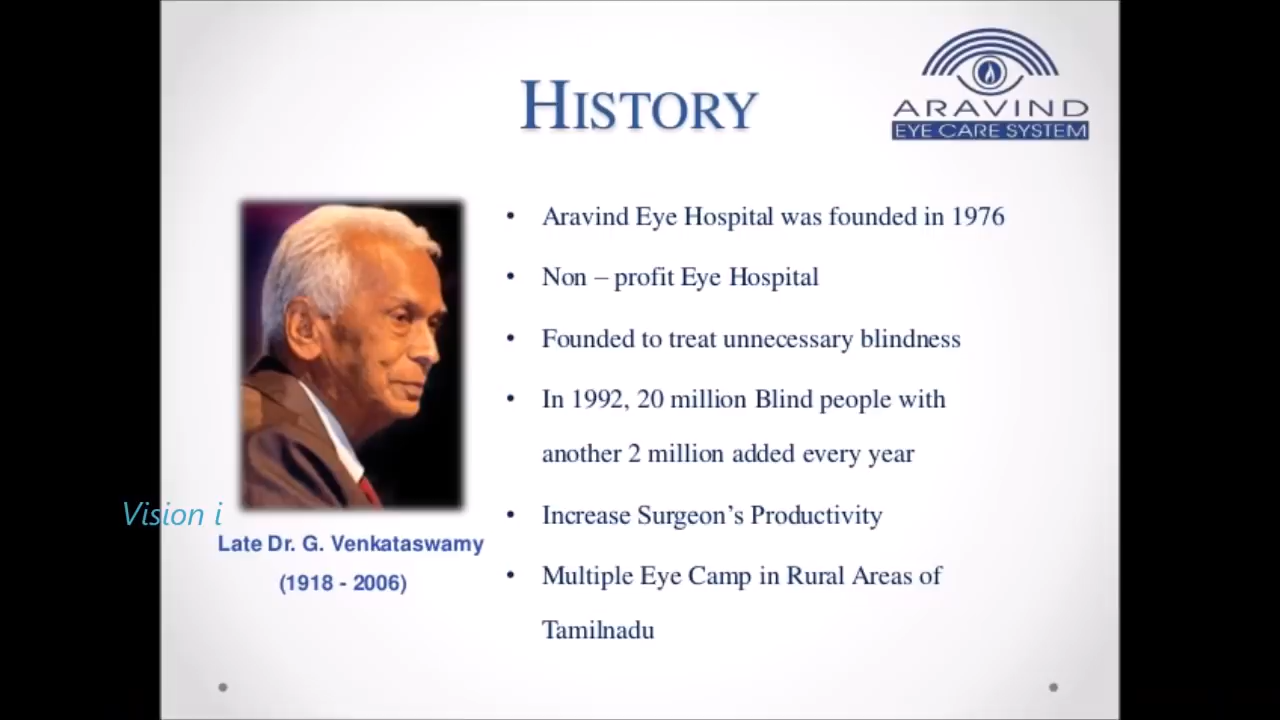 HISTORY
ARAVIND
EYE CARE SYSTEM
• Aravind Eye Hospital was founded in 1976
• Non – profit Eye Hospital
• Founded to treat unnecessary blindness
• In 1992, 20 million Blind people with
another 2 million added every year
• Increase Surgeon's Productivity
• Multiple Eye Camp in Rural Areas of
Tamilnadu
Vision i
Late Dr. G. Venkataswamy
(1918 - 2006)